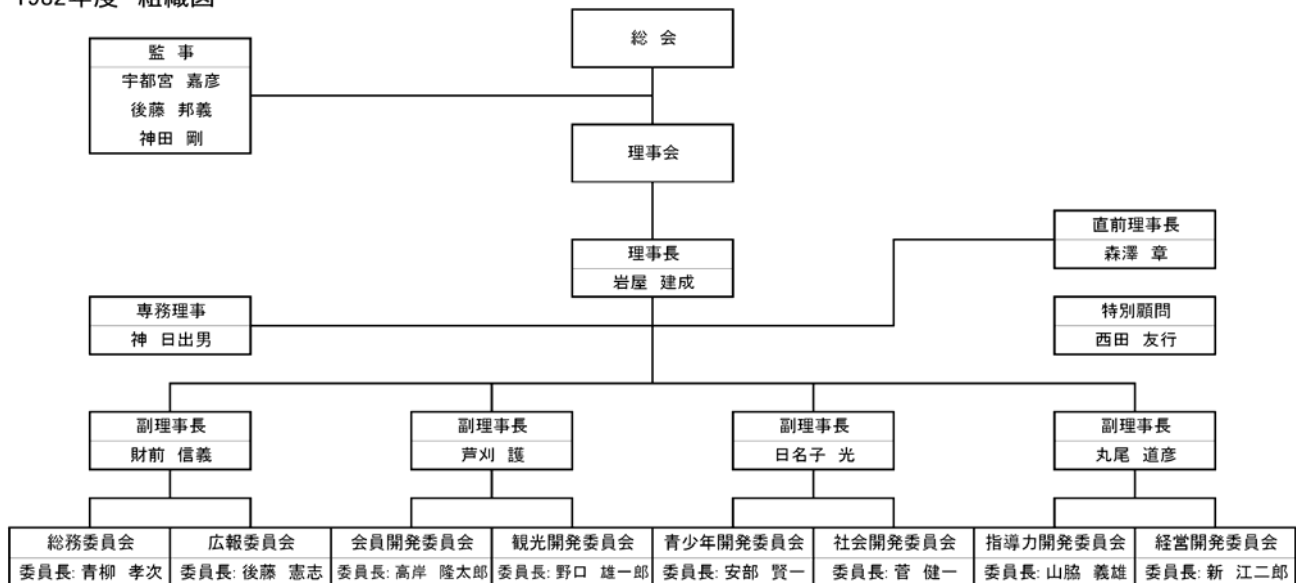 1982年度 組織図
総 会
監 事
宇都宮 嘉彦
後藤 邦義
神田 剛
理事会
直前理事長
森澤 章
理事長
岩屋 建成
専務理事
神 日出男
特別顧問
西田 友行
副理事長
財前 信義
副理事長
芦刈 護
副理事長
日名子 光
副理事長
丸尾 道彦
総務委員会
委員長: 青柳 孝次
広報委員会
委員長: 後藤 憲志
会員開発委員会
委員長: 高岸 隆太郎
観光開発委員会
委員長: 野口 雄一郎
青少年開発委員会
委員長: 安部 賢一
社会開発委員会
委員長: 菅 健一
指導力開発委員会
委員長: 山脇 義雄
経営開発委員会
委員長: 新 江二郎